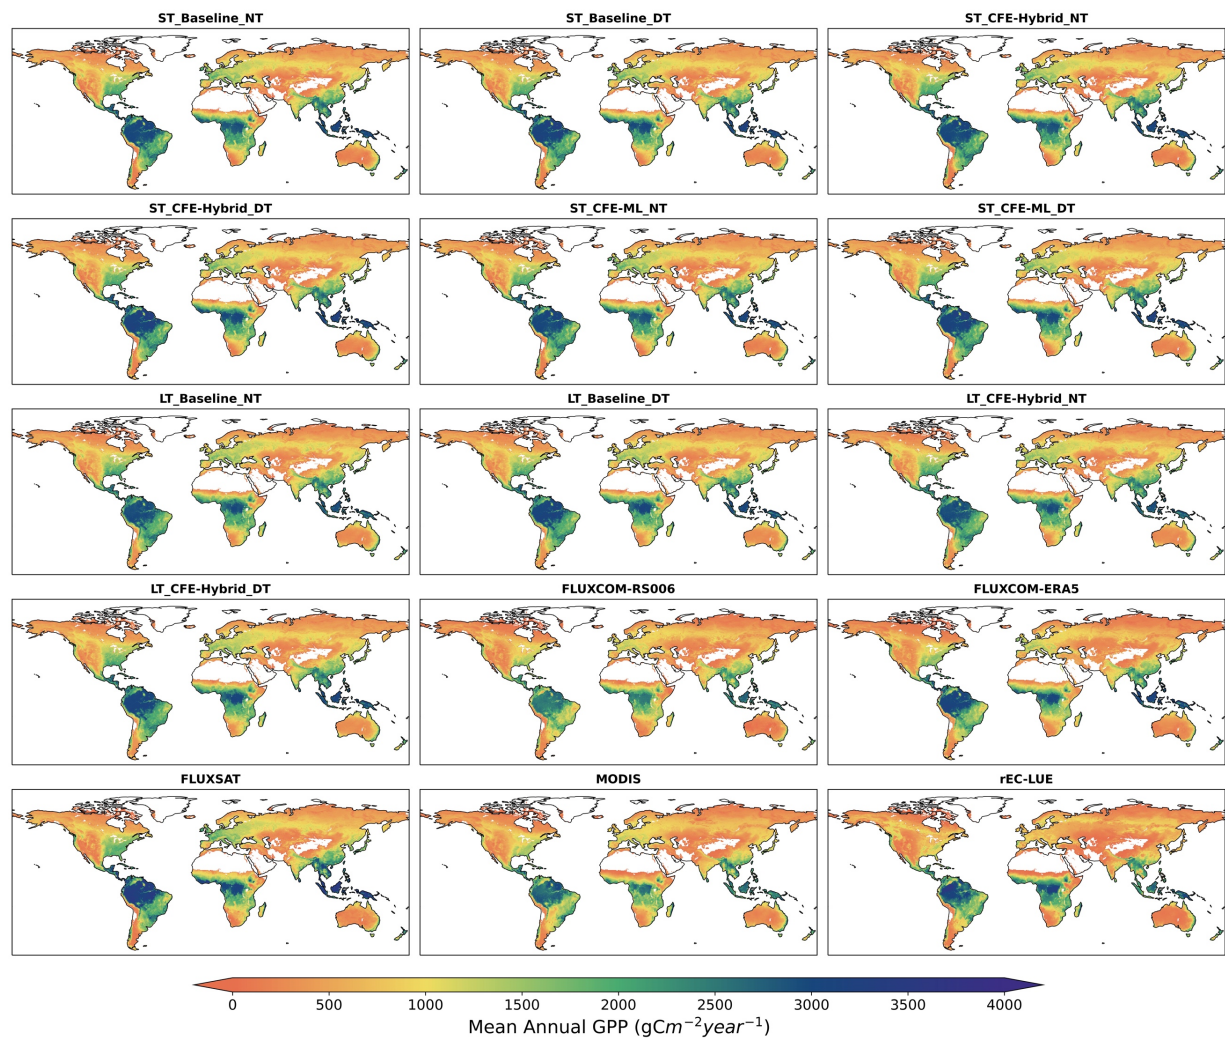 ST_Baseline_NT
ST_Baseline_DT
ST_CFE-Hybrid_NT
ST_CFE-Hybrid_DT
ST_CFE-ML_NT
ST_CFE-ML_DT
LT_Baseline_NT
LT_Baseline_DT
LT_CFE-Hybrid_NT
LT_CFE-Hybrid_DT
FLUXCOM-RS006
FLUXCOM-ERA5
FLUXSAT
MODIS
rEC-LUE
0 500 1000 1500 2000 2500 3000 3500 4000
Mean Annual GPP (gCm⁻²year⁻¹)